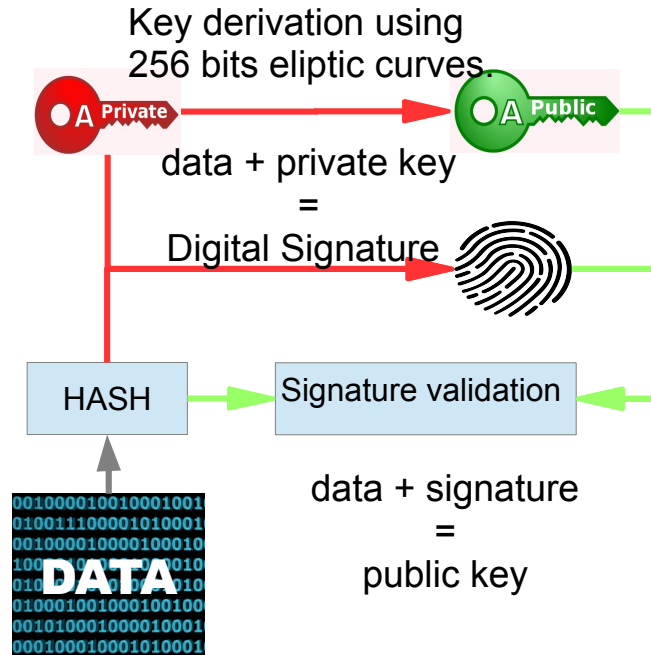 Key derivation using
256 bits eliptic curves.
A Private
A Public
data + private key
=
Digital Signature
HASH
Signature validation
data + signature
=
public key
DATA